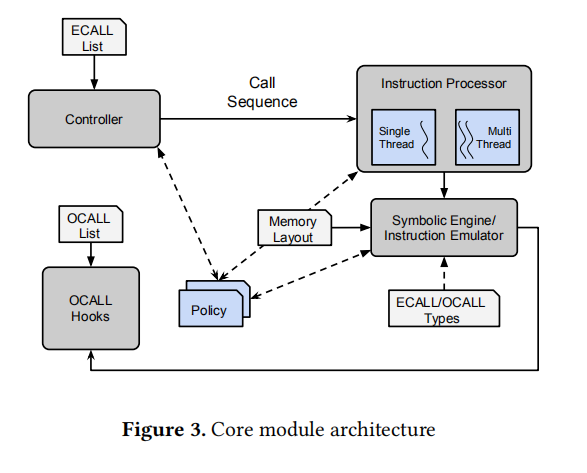 ECALL
List
Controller
Call
Sequence
Instruction Processor
Single
Thread
Multi
Thread
OCALL
List
Memory
Layout
Symbolic Engine/
Instruction Emulator
OCALL
Hooks
Policy
ECALL/OCALL
Types
Figure 3. Core module architecture